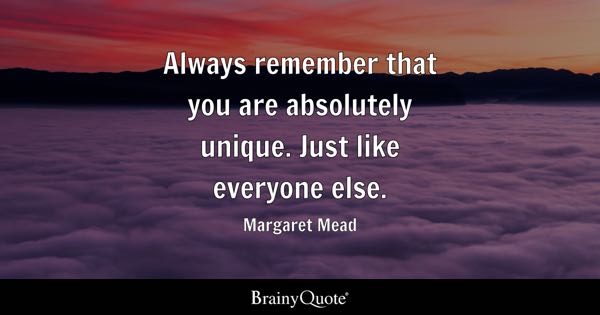 Always remember that
you are absolutely
unique. Just like
everyone else.
Margaret Mead
BrainyQuote®